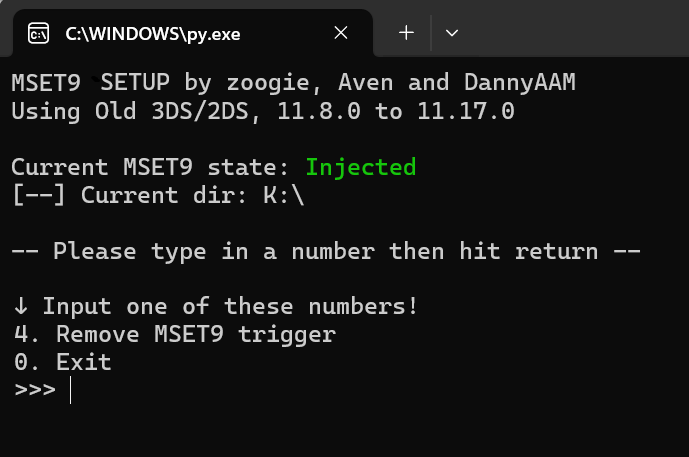 C:\WINDOWS\py.exe
MSET9 SETUP by zoogie, Aven and DannyAAM
Using Old 3DS/2DS, 11.8.0 to 11.17.0
Current MSET9 state: Injected
[--] Current dir: K:\
-- Please type in a number then hit return --
↓ Input one of these numbers!
4. Remove MSET9 trigger
0. Exit
>>>